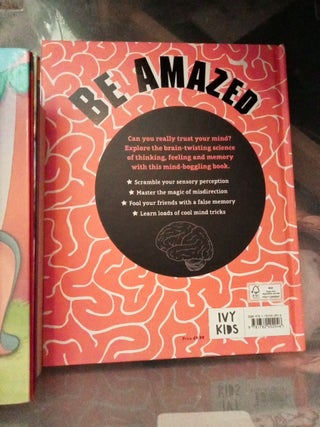 BE AMAZED
Can you really trust your mind?
Explore the brain-twisting science
of thinking, feeling and memory
with this mind-boggling book.
★ Scramble your sensory perception
★ Master the magic of misdirection
★ Fool your friends with a false memory
★ Learn loads of cool mind tricks
FSC
IVY
KIDS